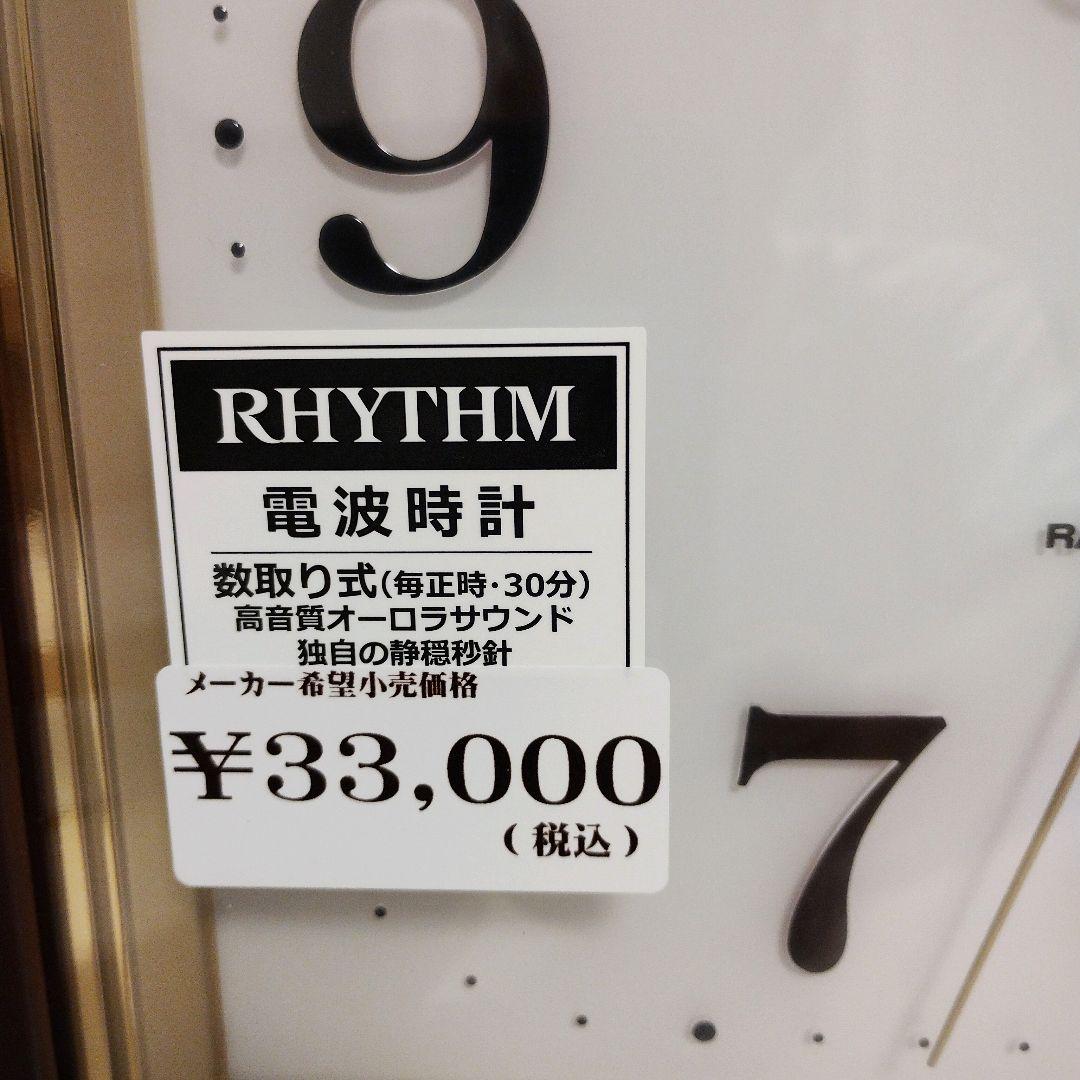 9
RHYTHM
電波時計
数取り式(毎正時・30分)
高音質オーロラサウンド
独自の静穏秒針
メーカー希望小売価格
¥33,000
(税込)
7